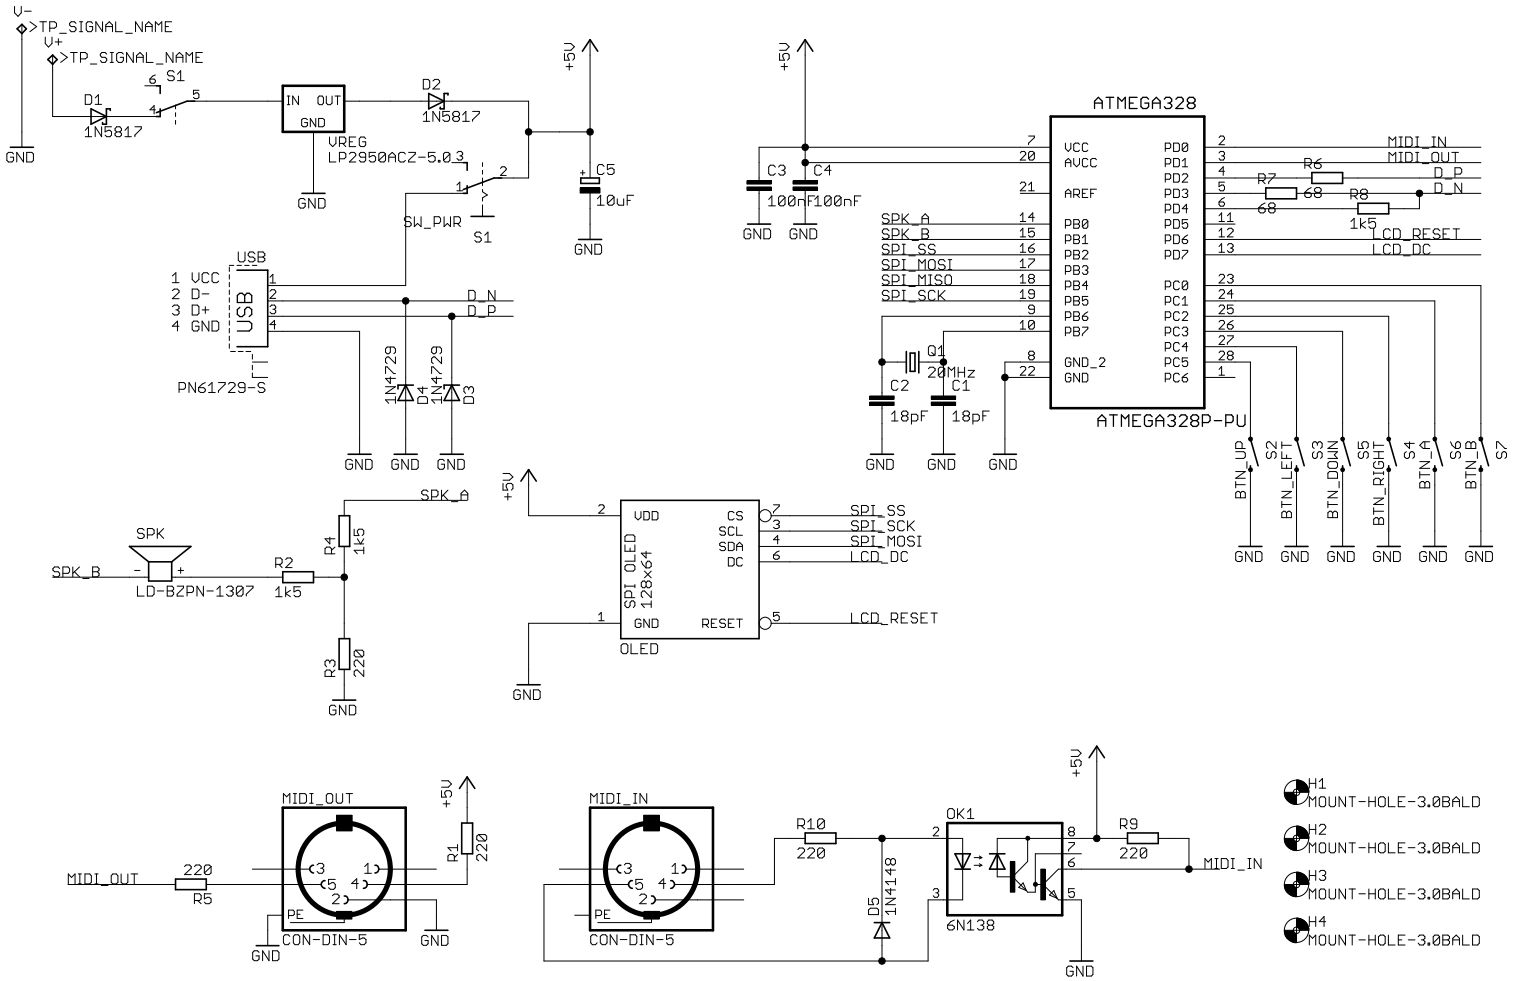 V-
>TP_SIGNAL_NAME
V+
>TP_SIGNAL_NAME
D1
1N5817
6
S1
4
5
GND
IN OUT
GND
VREG
LP2950ACZ-5.0
GND
D2
1N5817
3
2
1
SW_PWR
S1
+5V
+
C5
10uF
GND
USB
1 VCC
2 D-
3 D+
4 GND
USB
1
2
3
4
PN61729-S
D_N
D_P
1N4729
D4
1N4729
D3
GND
GND
GND
+5V
C3
100nF
C4
100nF
GND
GND
ATMEGA328
7 VCC
20 AVCC
21 AREF
SPK_A 14 PB0
SPK_B 15 PB1
SPI_SS 16 PB2
SPI_MOSI 17 PB3
SPI_MISO 18 PB4
SPI_SCK 19 PB5
9 PB6
10 PB7
8 GND_2
22 GND
PD0 2 MIDI_IN
PD1 3 MIDI_OUT
PD2 4 R6 D_P
68
PD3 5 R7 D_N
68
PD4 6 R8
1k5
PD5 11
PD6 12 LCD_RESET
PD7 13 LCD_DC
PC0 23
PC1 24
PC2 25
PC3 26
PC4 27
PC5 28
PC6 1
ATMEGA328P-PU
Q1
20MHz
C2
18pF
C1
18pF
GND
GND
GND
BTN_UP
S2
BTN_LEFT
S3
BTN_DOWN
S5
BTN_RIGHT
S4
BTN_A
S6
BTN_B
S7
GND
GND
GND
GND
GND
GND
SPK_A
R4
1k5
SPK
- +
SPK_B
LD-BZPN-1307
R2
1k5
R3
220
GND
+5V
2 VDD
1 GND
SPI OLED
128x64
CS 7 SPI_SS
SCL 3 SPI_SCK
SDA 4 SPI_MOSI
DC 6 LCD_DC
RESET 5 LCD_RESET
OLED
GND
MIDI_OUT
MIDI_OUT
220
R5
3
1
5
4
2
PE
CON-DIN-5
GND
GND
+5V
R1
220
MIDI_IN
3
1
5
4
2
PE
CON-DIN-5
R10
220
D5
1N4148
OK1
2
3
8
7
6
5
6N138
+5V
R9
220
MIDI_IN
GND
H1
MOUNT-HOLE-3.0BALD
H2
MOUNT-HOLE-3.0BALD
H3
MOUNT-HOLE-3.0BALD
H4
MOUNT-HOLE-3.0BALD